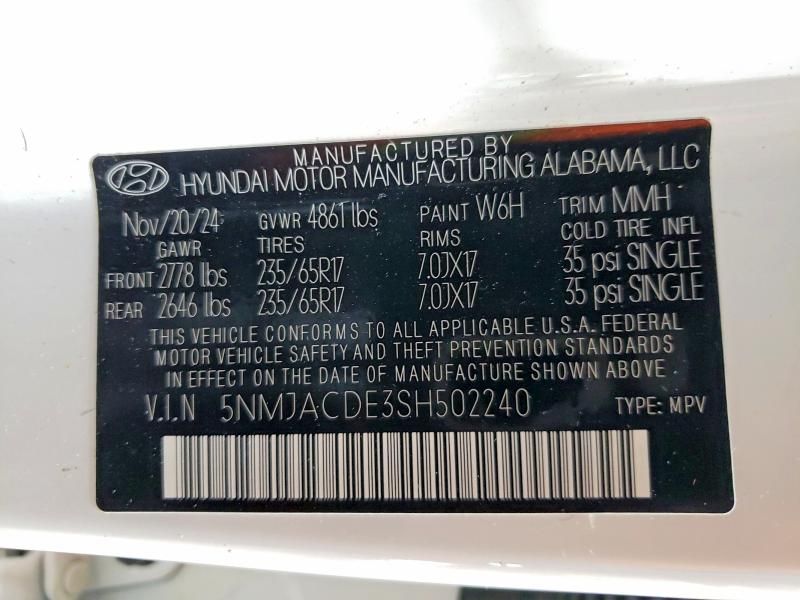 MANUFACTURED BY
HYUNDAI MOTOR MANUFACTURING ALABAMA, LLC
Nov/20/24 GVWR 4861 lbs PAINT W6H TRIM MMH
GAWR TIRES RIMS COLD TIRE INFL
FRONT 2778 lbs 235/65R17 7.0JX17 35 psi SINGLE
REAR 2646 lbs 235/65R17 7.0JX17 35 psi SINGLE
THIS VEHICLE CONFORMS TO ALL APPLICABLE U.S.A. FEDERAL
MOTOR VEHICLE SAFETY AND THEFT PREVENTION STANDARDS
IN EFFECT ON THE DATE OF MANUFACTURE SHOWN ABOVE
V.I.N 5NMJACDE3SH502240 TYPE: MPV